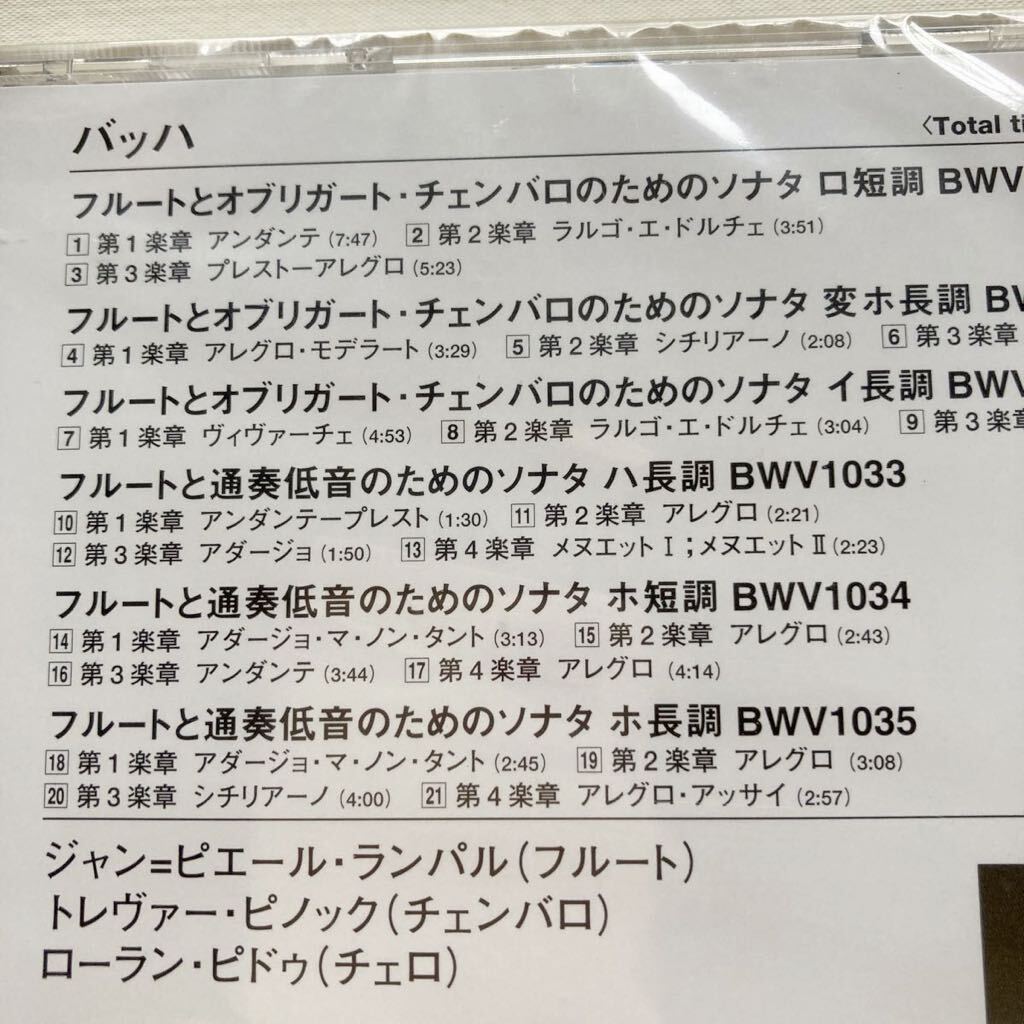 バッハ
〈Total ti
フルートとオブリガート・チェンバロのためのソナタ ロ短調 BWV
1 第1楽章 アンダンテ (7:47) 2 第2楽章 ラルゴ・エ・ドルチェ (3:51)
3 第3楽章 プレストーアレグロ (5:23)
フルートとオブリガート・チェンバロのためのソナタ 変ホ長調 BV
4 第1楽章 アレグロ・モデラート (3:29) 5 第2楽章 シチリアーノ (2:08) 6 第3楽章
フルートとオブリガート・チェンバロのためのソナタ イ長調 BWV
7 第1楽章 ヴィヴァーチェ (4:53) 8 第2楽章 ラルゴ・エ・ドルチェ (3:04) 9 第3楽章
フルートと通奏低音のためのソナタ ハ長調 BWV1033
10 第1楽章 アンダンテープレスト (1:30) 11 第2楽章 アレグロ (2:21)
12 第3楽章 アダージョ (1:50) 13 第4楽章 メヌエットⅠ;メヌエットⅡ (2:23)
フルートと通奏低音のためのソナタ ホ短調 BWV1034
14 第1楽章 アダージョ・マ・ノン・タント (3:13) 15 第2楽章 アレグロ (2:43)
16 第3楽章 アンダンテ (3:44) 17 第4楽章 アレグロ (4:14)
フルートと通奏低音のためのソナタ ホ長調 BWV1035
18 第1楽章 アダージョ・マ・ノン・タント (2:45) 19 第2楽章 アレグロ (3:08)
20 第3楽章 シチリアーノ (4:00) 21 第4楽章 アレグロ・アッサイ (2:57)
ジャン=ピエール・ランパル(フルート)
トレヴァー・ピノック(チェンバロ)
ローラン・ピドゥ(チェロ)